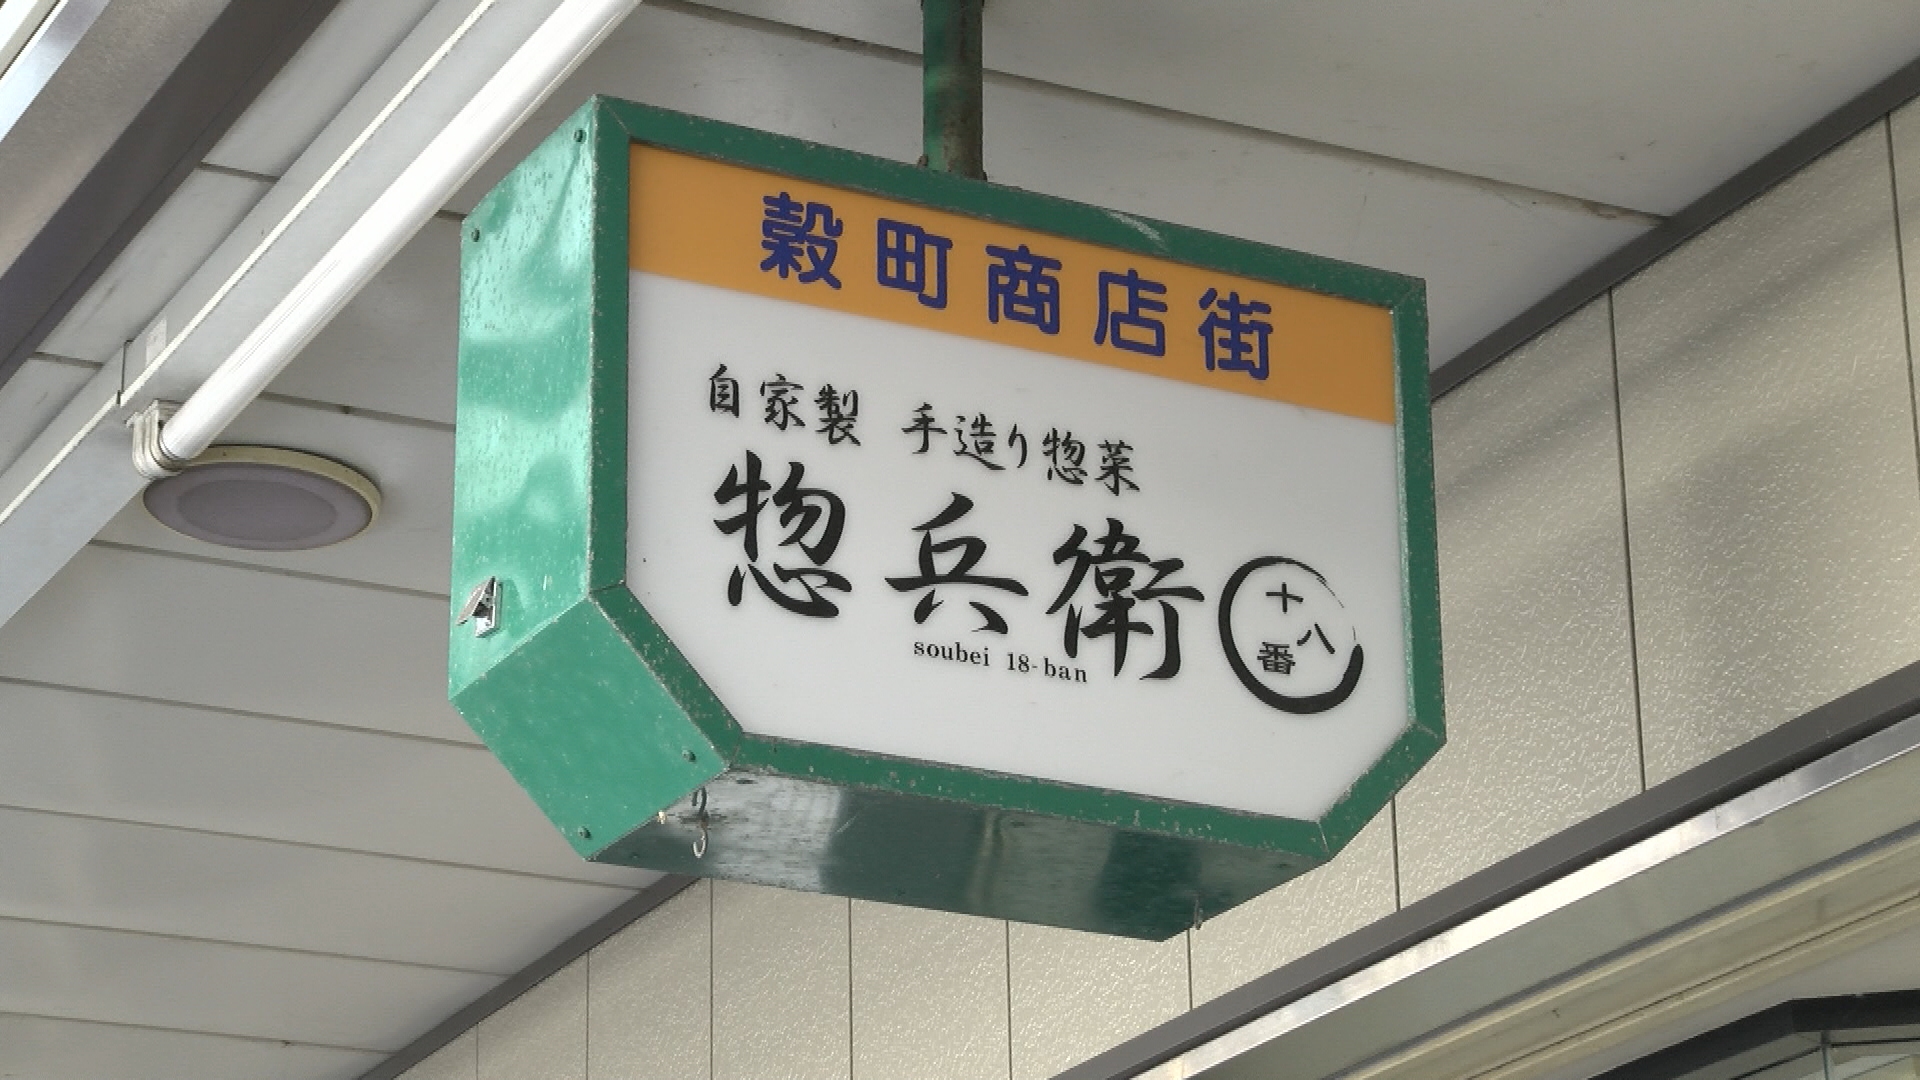 穀町商店街
自家製 手造り惣菜
惣兵衛
十八番
soubei 18-ban